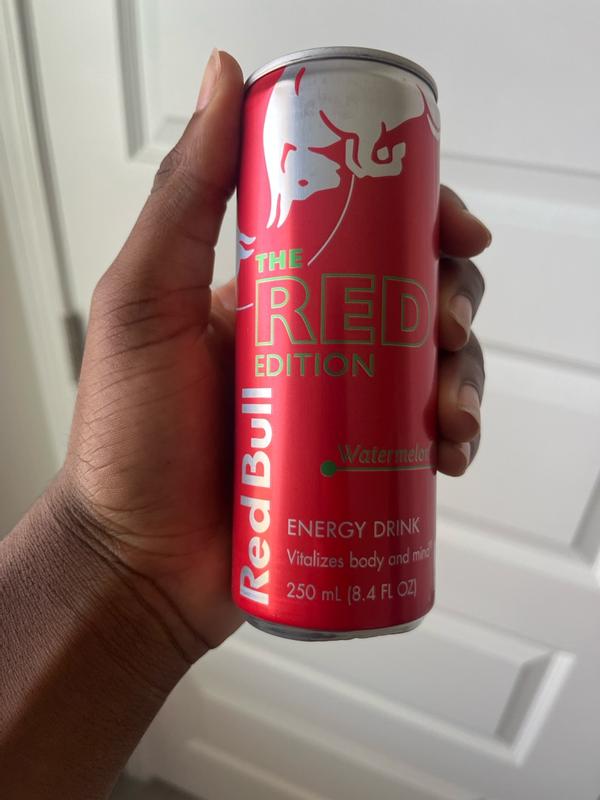 THE
RED
EDITION
Red Bull
Watermelon
ENERGY DRINK
Vitalizes body and mind®
250 mL (8.4 FL OZ)